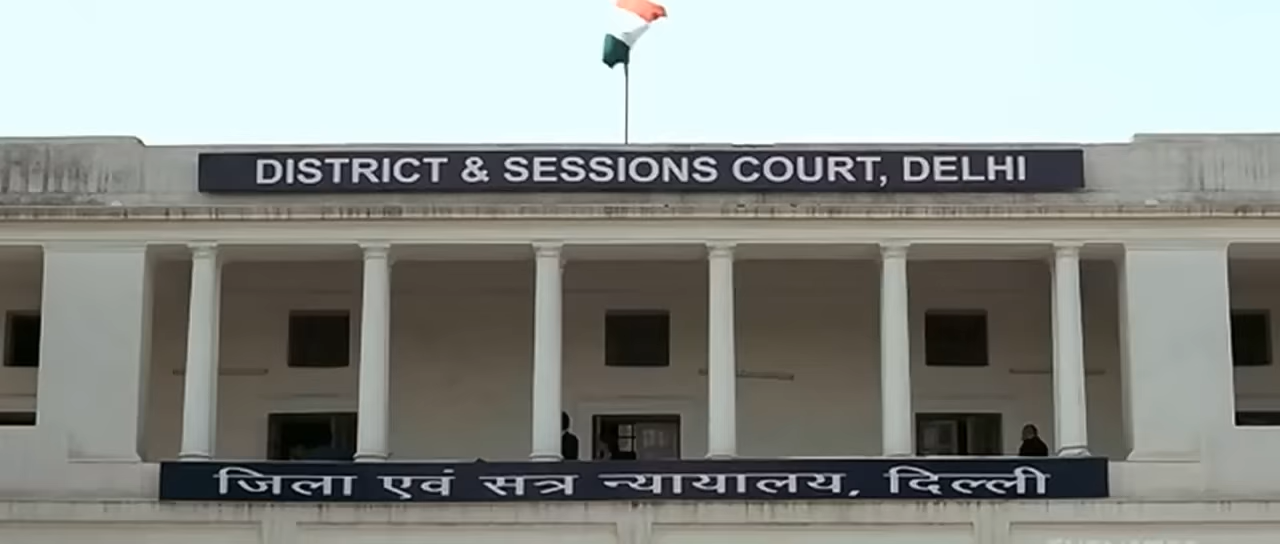 DISTRICT & SESSIONS COURT, DELHI
जिला एवं सत्र न्यायालय, दिल्ली